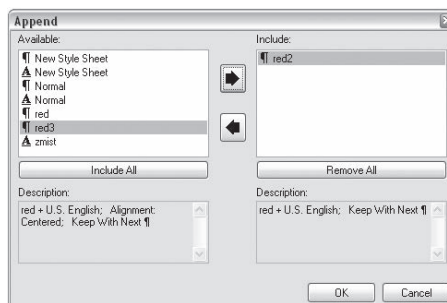 Append
Available:
¶ New Style Sheet
A New Style Sheet
¶ Normal
A Normal
¶ red
¶ red3
A zmist
Include All
Description:
red + U.S. English;   Alignment:
Centered;   Keep With Next ¶
Include:
¶ red2
Remove All
Description:
red + U.S. English;   Keep With Next ¶
OK
Cancel